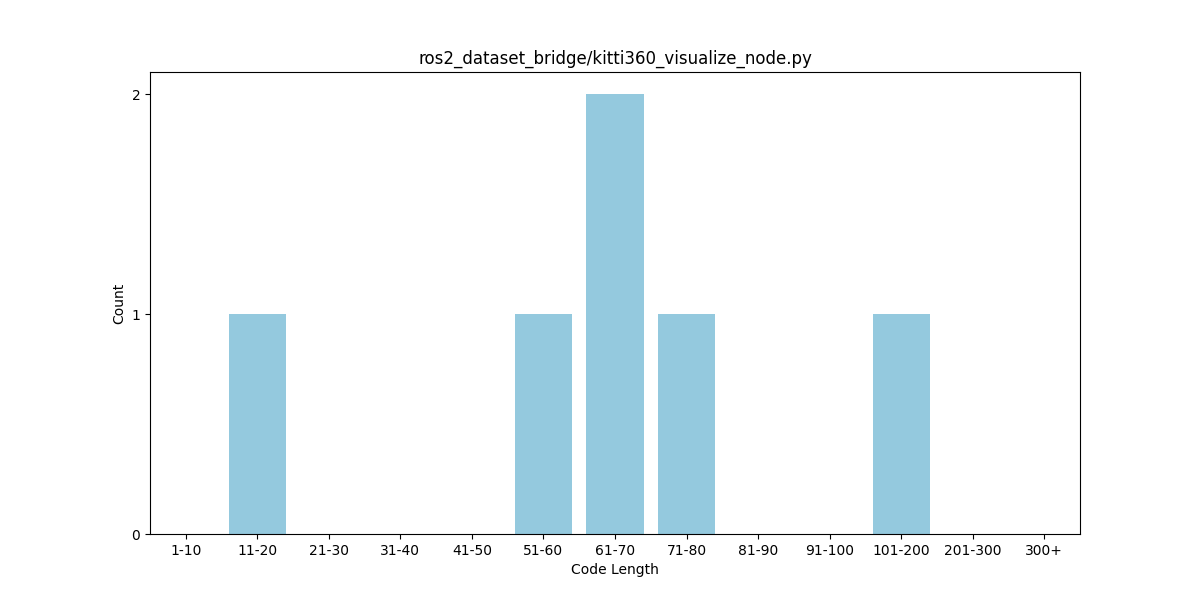 ros2_dataset_bridge/kitti360_visualize_node.py
2
1
0
Count
1-10 11-20 21-30 31-40 41-50 51-60 61-70 71-80 81-90 91-100 101-200 201-300 300+
Code Length